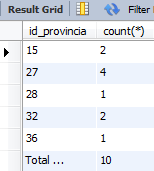 Result Grid Filter
id_provincia count(*)
15 2
27 4
28 1
32 2
36 1
Total ... 10